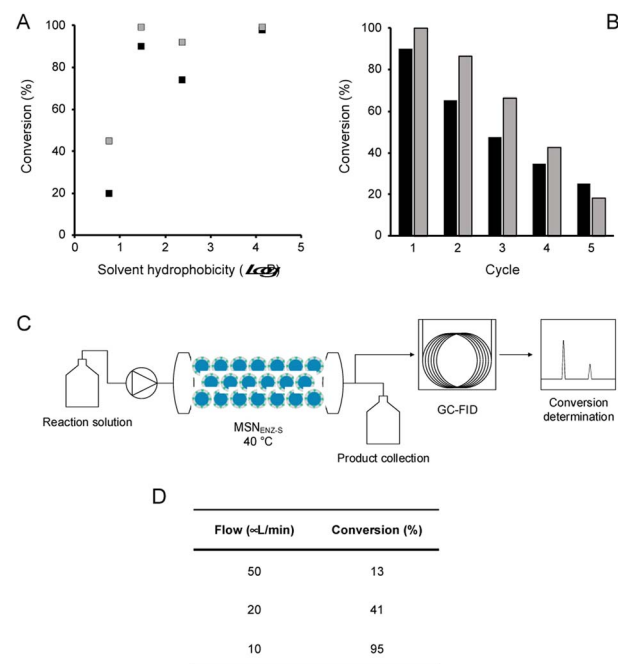 A
Conversion (%)
100
80
60
40
20
0
0 1 2 3 4 5
Solvent hydrophobicity (
B
Conversion (%)
100
80
60
40
20
0
1 2 3 4 5
Cycle
C
Reaction solution
MSNENZ-S
40 °C
Product collection
GC-FID
Conversion
determination
D
Flow (∝L/min) Conversion (%)
50 13
20 41
10 95